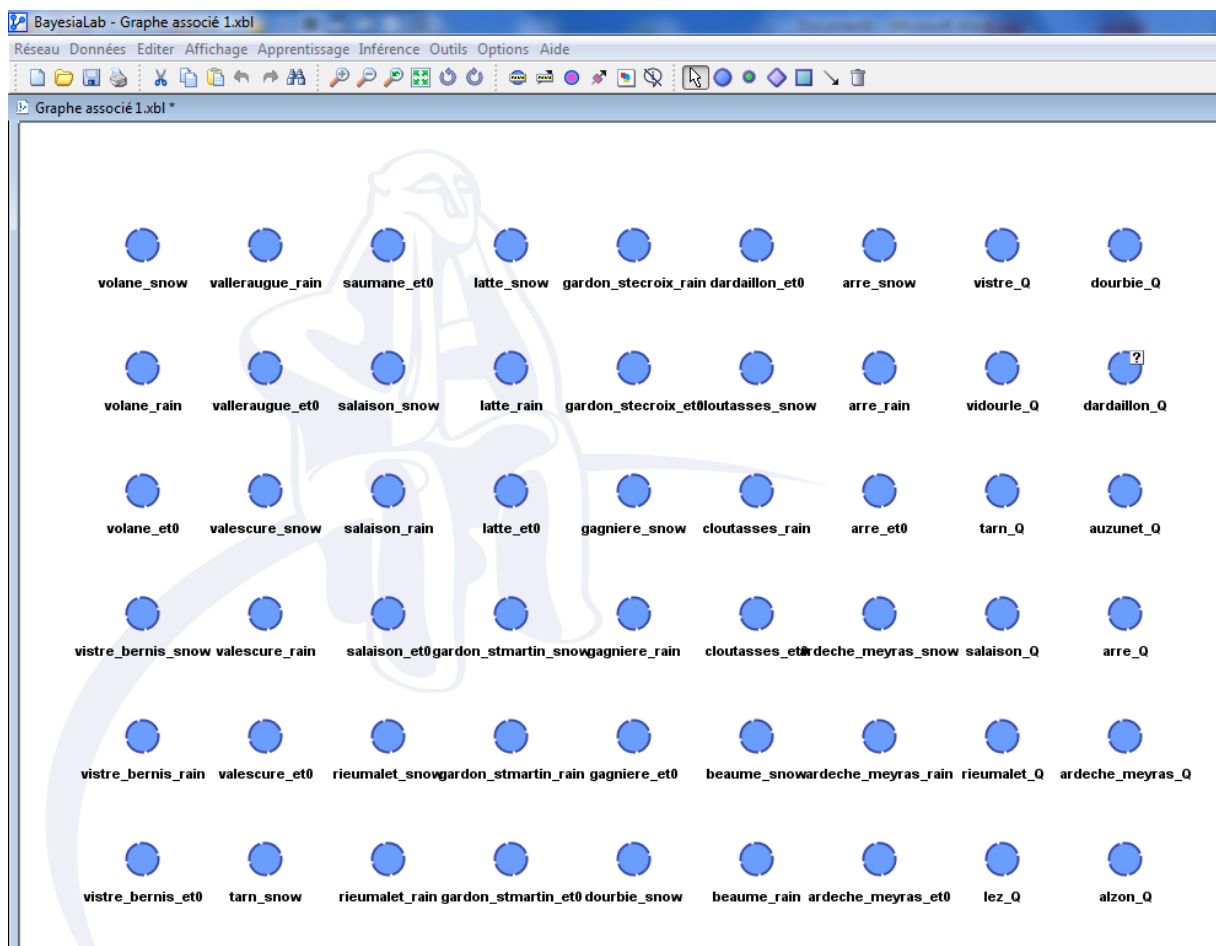 BayesiaLab - Graphe associé 1.xbl
Réseau Données Editer Affichage Apprentissage Inférence Outils Options Aide
Graphe associé 1.xbl *
volane_snow valleraugue_rain saumane_et0 latte_snow gardon_stecroix_rain dardaillon_et0 arre_snow vistre_Q dourbie_Q
?
volane_rain valleraugue_et0 salaison_snow latte_rain gardon_stecroix_et0 cloutasses_snow arre_rain vidourle_Q dardaillon_Q
volane_et0 valescure_snow salaison_rain latte_et0 gagniere_snow cloutasses_rain arre_et0 tarn_Q auzunet_Q
vistre_bernis_snow valescure_rain salaison_et0 gardon_stmartin_snow gagniere_rain cloutasses_et0 ardeche_meyras_snow salaison_Q arre_Q
vistre_bernis_rain valescure_et0 rieumalet_snow gardon_stmartin_rain gagniere_et0 beaume_snow ardeche_meyras_rain rieumalet_Q ardeche_meyras_Q
vistre_bernis_et0 tarn_snow rieumalet_rain gardon_stmartin_et0 dourbie_snow beaume_rain ardeche_meyras_et0 lez_Q alzon_Q